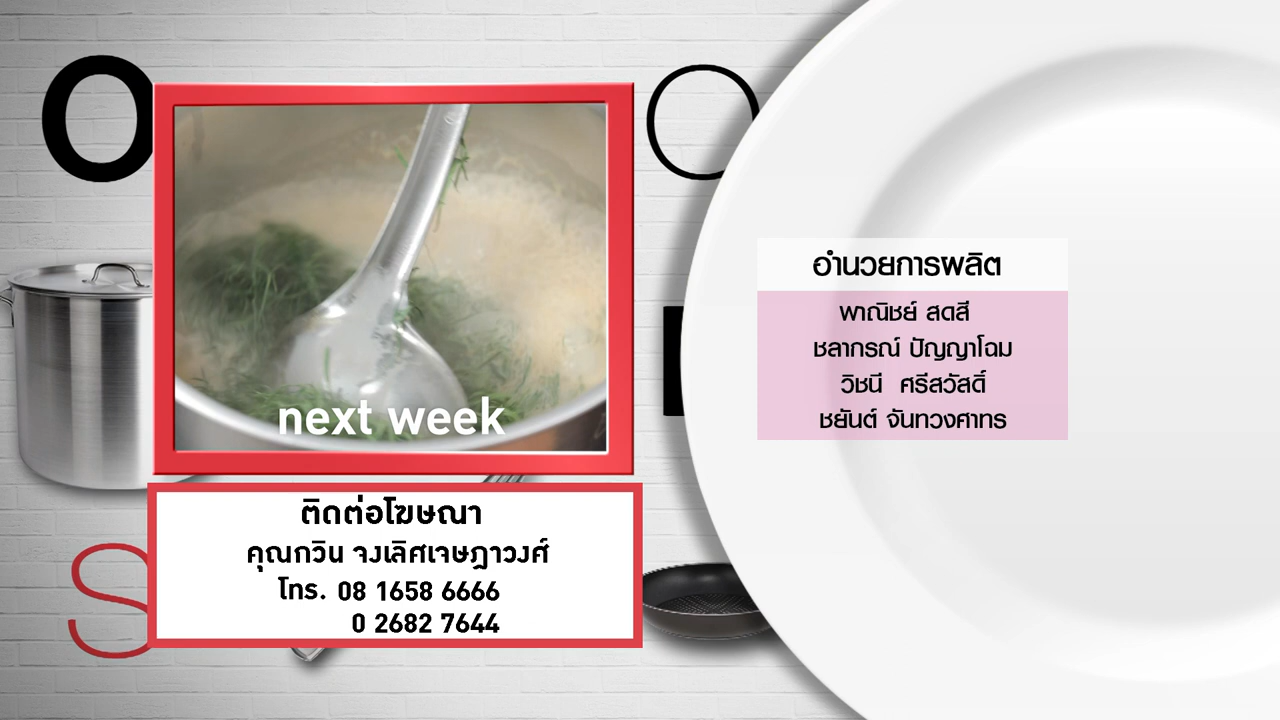 O
O
next week
S
ติดต่อโฆษณา
คุณกวิน จงเลิศเจษฎาวงศ์
โทร. 08 1658 6666
0 2682 7644
อำนวยการผลิต
พาณิชย์ สดสี
ชลากรณ์ ปัญญาโฉม
วิชนี ศรีสวัสดิ์
ชยันต์ จันทวงศาทร